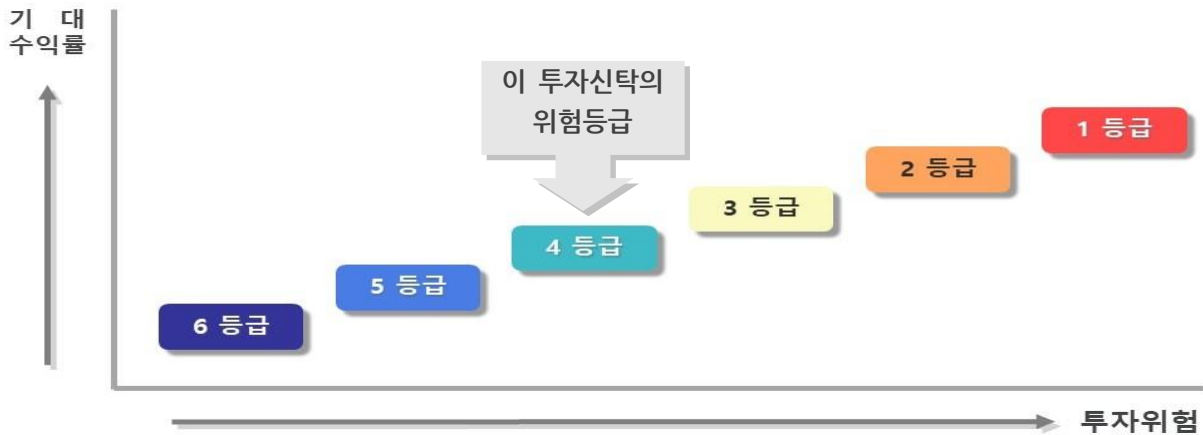 기 대
수익률
이 투자신탁의
위험등급
1 등급
2 등급
3 등급
4 등급
5 등급
6 등급
투자위험